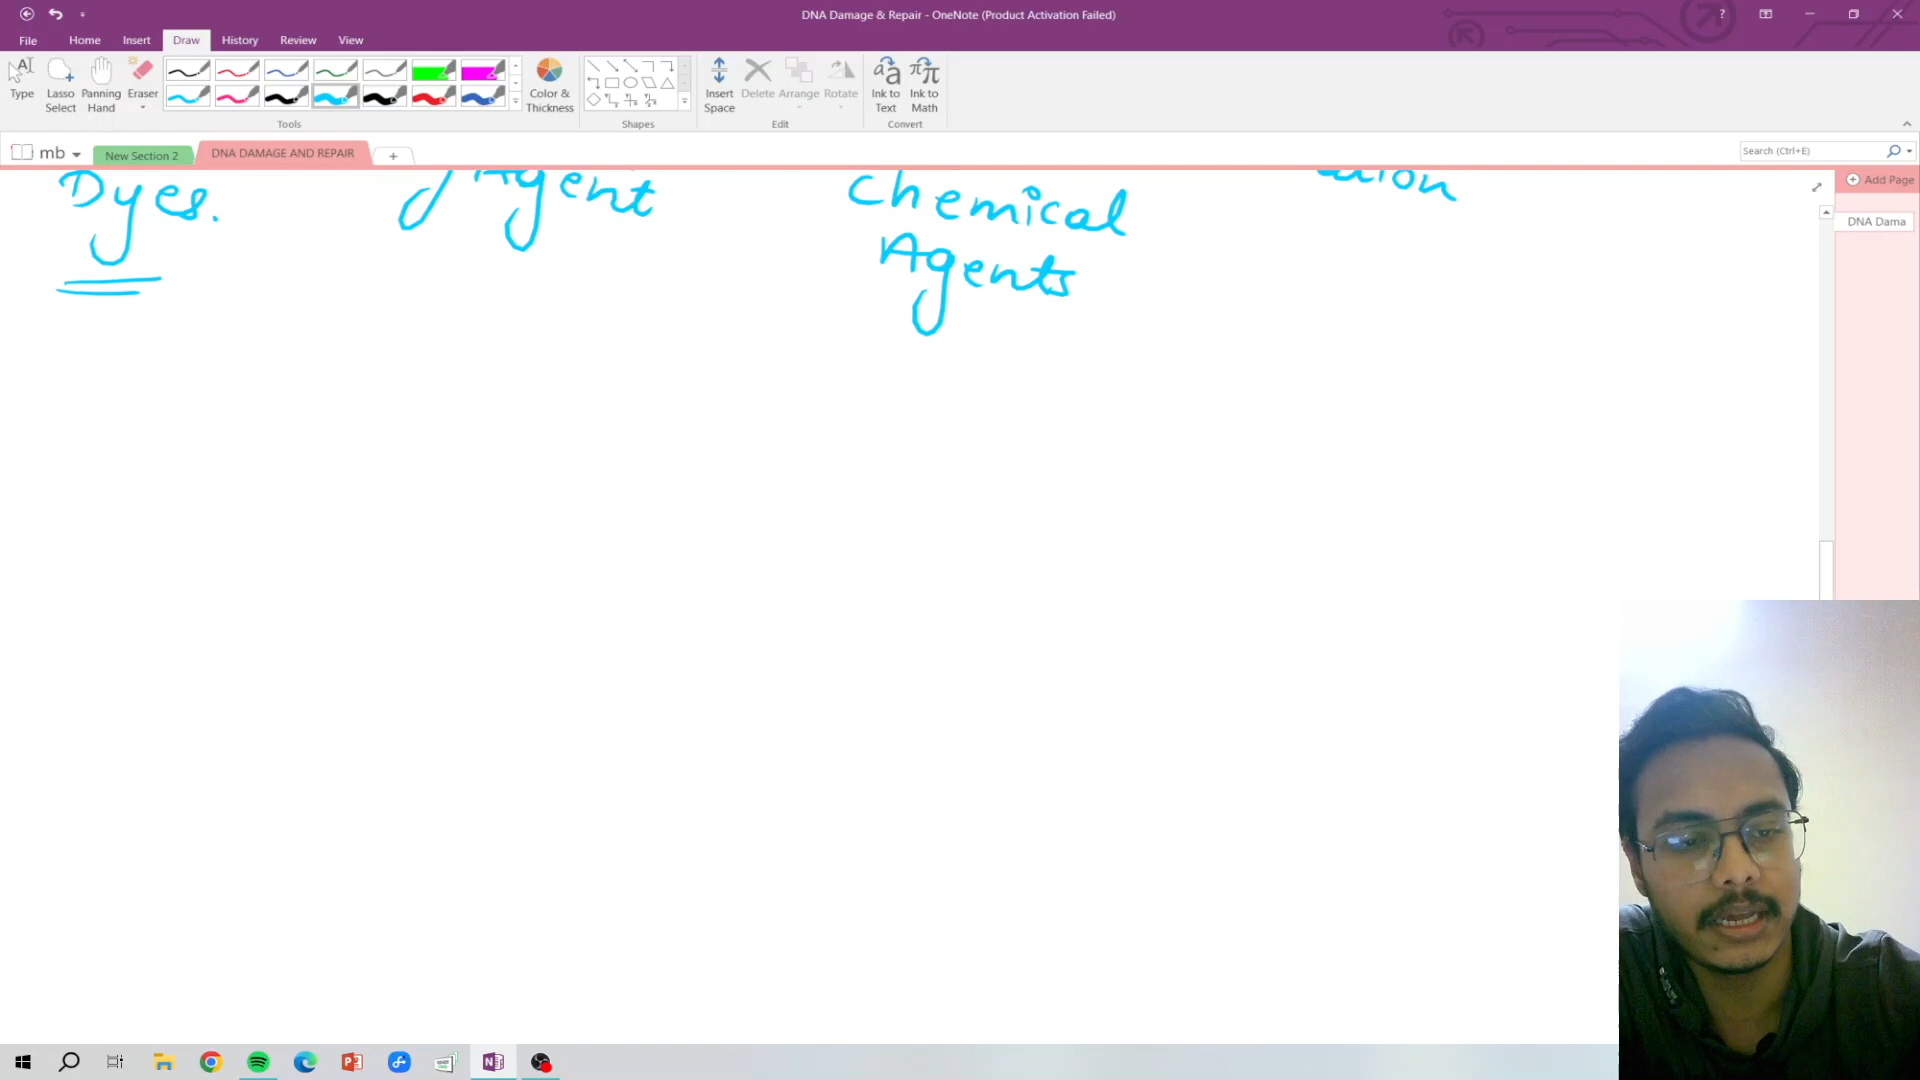 DNA Damage & Repair - OneNote (Product Activation Failed)
?
File Home Insert Draw History Review View
Type
Lasso Select
Panning Hand
Eraser
Color & Thickness
Insert Space
Delete Arrange Rotate
Ink to Text
Ink to Math
Tools Shapes Edit Convert
mb New Section 2 DNA DAMAGE AND REPAIR +
Search (Ctrl+E)
Add Page
DNA Dama
Dyes.
Agent
Chemical
Agents